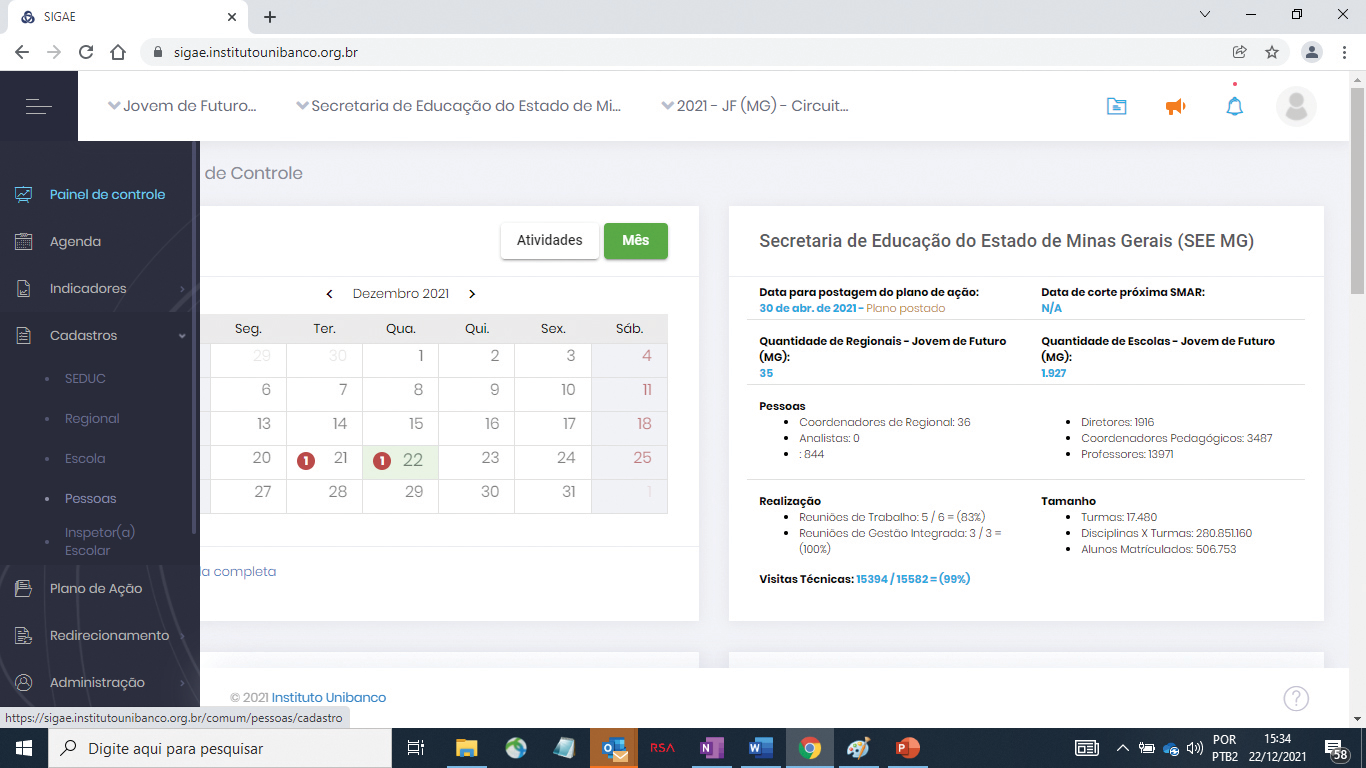 SIGAE
sigae.institutounibanco.org.br
Jovem de Futuro...
Secretaria de Educação do Estado de Mi...
2021 - JF (MG) - Circuit...
Painel de controle
Agenda
Indicadores
Cadastros
SEDUC
Regional
Escola
Pessoas
Inspetor(a)
Escolar
Plano de Ação
Redirecionamento
Administração
de Controle
Atividades
Mês
Dezembro 2021
Seg. Ter. Qua. Qui. Sex. Sáb.
29 30 1 2 3 4
6 7 8 9 10 11
13 14 15 16 17 18
20 1 21 1 22 23 24 25
27 28 29 30 31 1
da completa
Secretaria de Educação do Estado de Minas Gerais (SEE MG)
Data para postagem do plano de ação:
30 de abr. de 2021 - Plano postado
Data de corte próxima SMAR:
N/A
Quantidade de Regionais - Jovem de Futuro
(MG):
35
Quantidade de Escolas - Jovem de Futuro
(MG):
1.927
Pessoas
Coordenadores de Regional: 36
Analistas: 0
: 844
Diretores: 1916
Coordenadores Pedagógicos: 3487
Professores: 13971
Realização
Reuniões de Trabalho: 5 / 6 = (83%)
Reuniões de Gestão Integrada: 3 / 3 =
(100%)
Tamanho
Turmas: 17.480
Disciplinas X Turmas: 280.851.160
Alunos Matrículados: 506.753
Visitas Técnicas: 15394 / 15582 = (99%)
© 2021 Instituto Unibanco
https://sigae.institutounibanco.org.br/comum/pessoas/cadastro
Digite aqui para pesquisar
RSA
POR
PTB2
15:34
22/12/2021
58